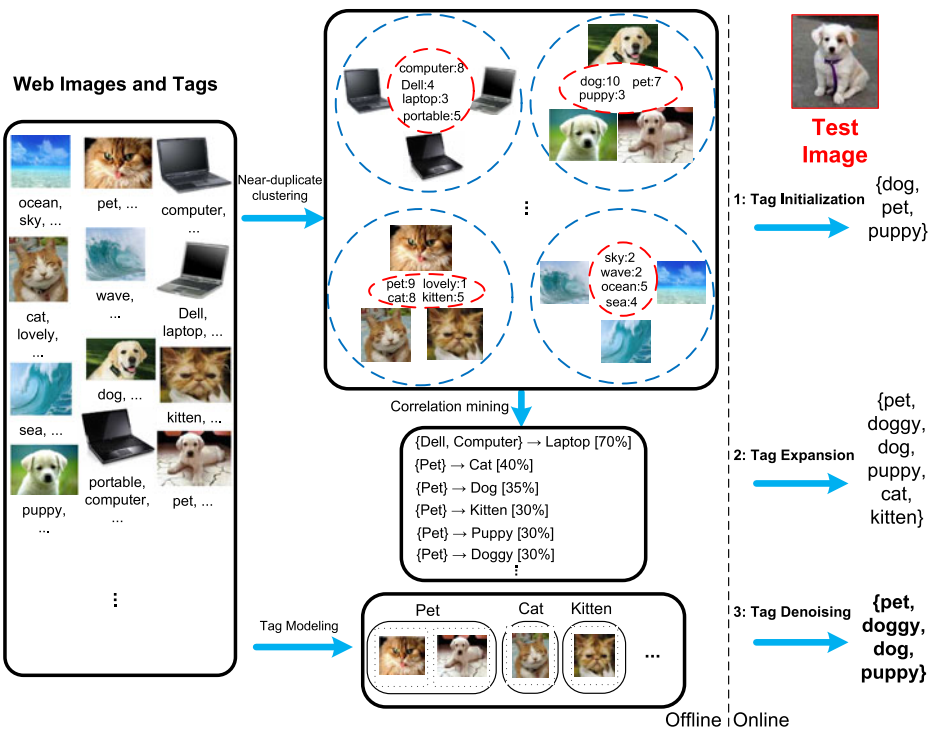 Web Images and Tags
ocean,
sky, ...
pet, ...
computer,
...
cat,
lovely,
...
wave,
...
Dell,
laptop, ...
sea, ...
dog, ...
kitten, ...
puppy,
...
portable,
computer,
...
pet, ...
...
Near-duplicate
clustering
computer:8
Dell:4
laptop:3
portable:5
dog:10 pet:7
puppy:3
...
pet:9 lovely:1
cat:8 kitten:5
sky:2
wave:2
ocean:5
sea:4
Correlation mining
{Dell, Computer} → Laptop [70%]
{Pet} → Cat [40%]
{Pet} → Dog [35%]
{Pet} → Kitten [30%]
{Pet} → Puppy [30%]
{Pet} → Doggy [30%]
...
Tag Modeling
Pet Cat Kitten
...
Offline Online
Test
Image
1: Tag Initialization
{dog,
pet,
puppy}
2: Tag Expansion
{pet,
doggy,
dog,
puppy,
cat,
kitten}
3: Tag Denoising
{pet,
doggy,
dog,
puppy}